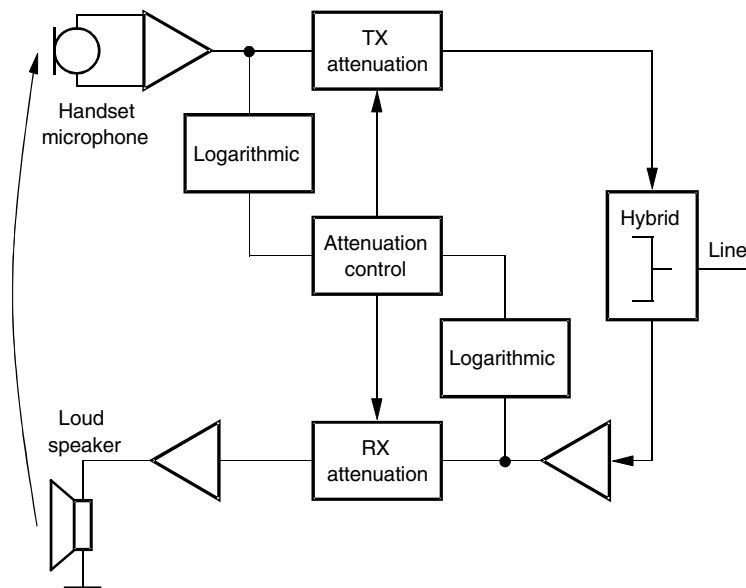 TX
attenuation
Handset
microphone
Logarithmic
Hybrid
Attenuation
control
Line
Logarithmic
Loud
speaker
RX
attenuation